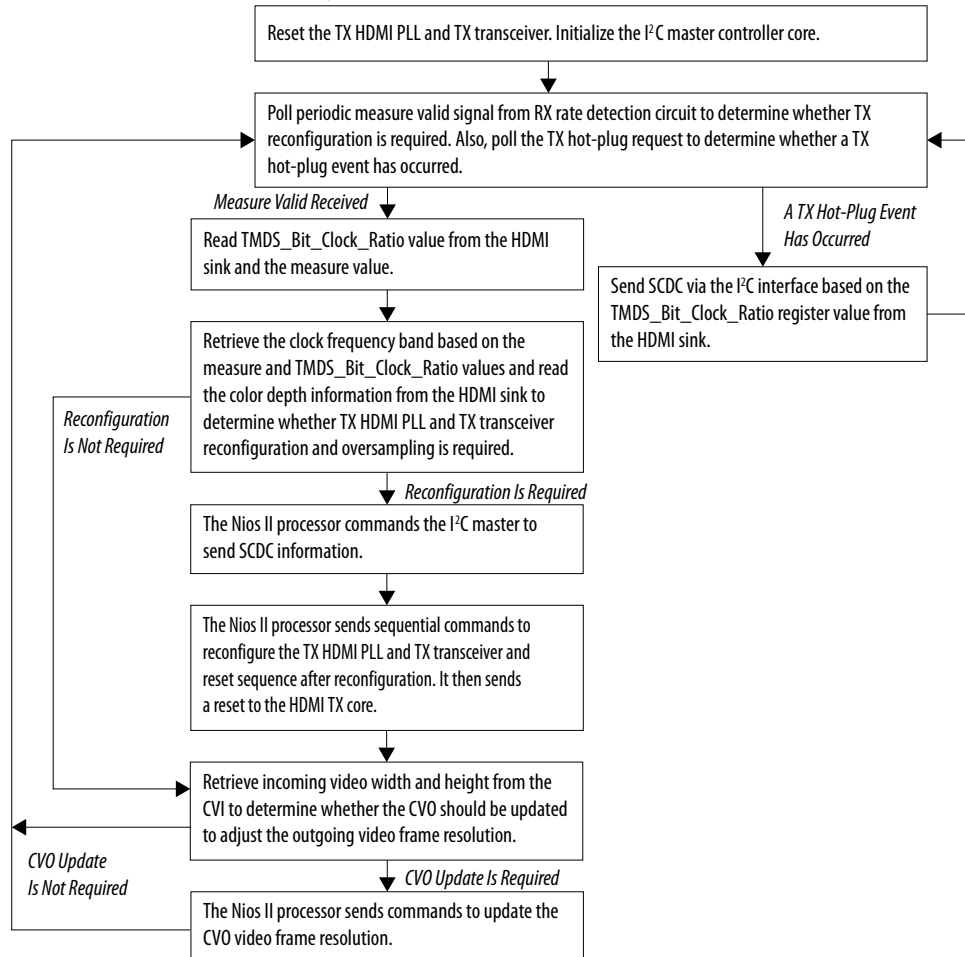 Reset the TX HDMI PLL and TX transceiver. Initialize the I²C master controller core.
Poll periodic measure valid signal from RX rate detection circuit to determine whether TX
reconfiguration is required. Also, poll the TX hot-plug request to determine whether a TX
hot-plug event has occurred.
Measure Valid Received
A TX Hot-Plug Event
Has Occurred
Read TMDS_Bit_Clock_Ratio value from the HDMI
sink and the measure value.
Send SCDC via the I²C interface based on the
TMDS_Bit_Clock_Ratio register value from
the HDMI sink.
Retrieve the clock frequency band based on the
measure and TMDS_Bit_Clock_Ratio values and read
the color depth information from the HDMI sink to
determine whether TX HDMI PLL and TX transceiver
reconfiguration and oversampling is required.
Reconfiguration
Is Not Required
Reconfiguration Is Required
The Nios II processor commands the I²C master to
send SCDC information.
The Nios II processor sends sequential commands to
reconfigure the TX HDMI PLL and TX transceiver and
reset sequence after reconfiguration. It then sends
a reset to the HDMI TX core.
Retrieve incoming video width and height from the
CVI to determine whether the CVO should be updated
to adjust the outgoing video frame resolution.
CVO Update
Is Not Required
CVO Update Is Required
The Nios II processor sends commands to update the
CVO video frame resolution.